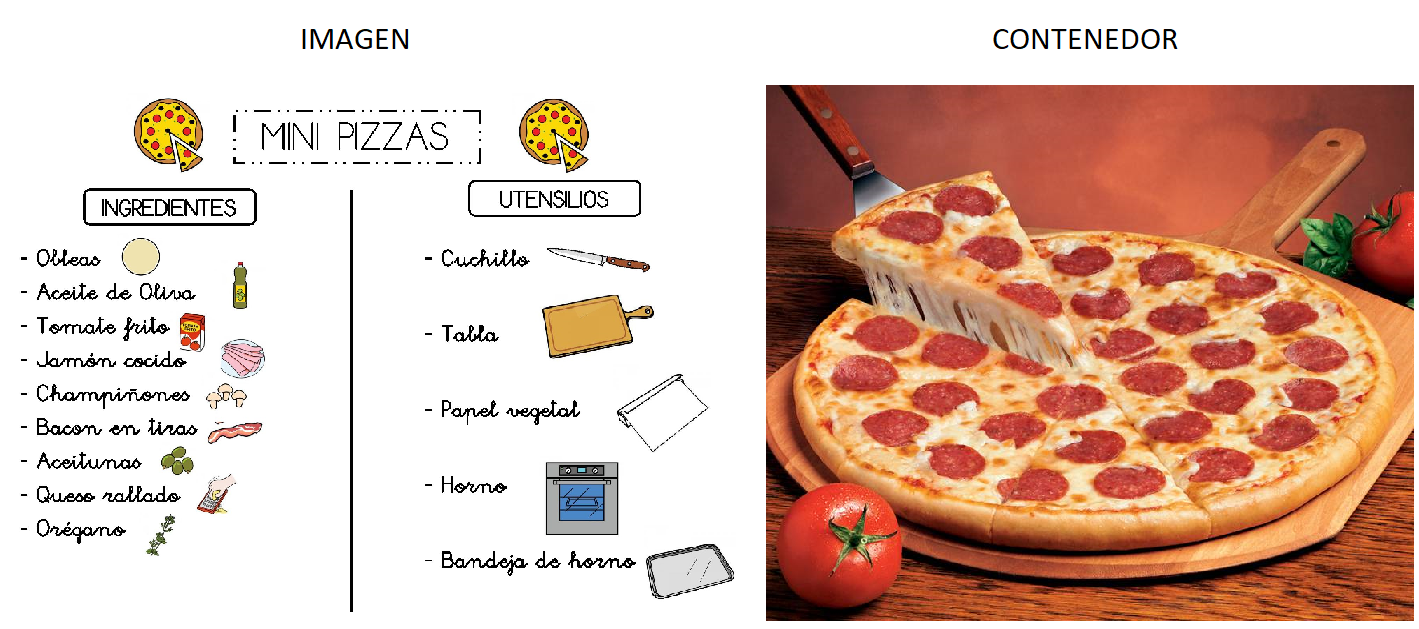 IMAGEN
CONTENEDOR
MINI PIZZAS
INGREDIENTES
- Obleas
- Aceite de Oliva
- Tomate frito
- Jamón cocido
- Champiñones
- Bacon en tiras
- Aceitunas
- Queso rallado
- Orégano
UTENSILIOS
- Cuchillo
- Tabla
- Papel vegetal
- Horno
- Bandeja de horno